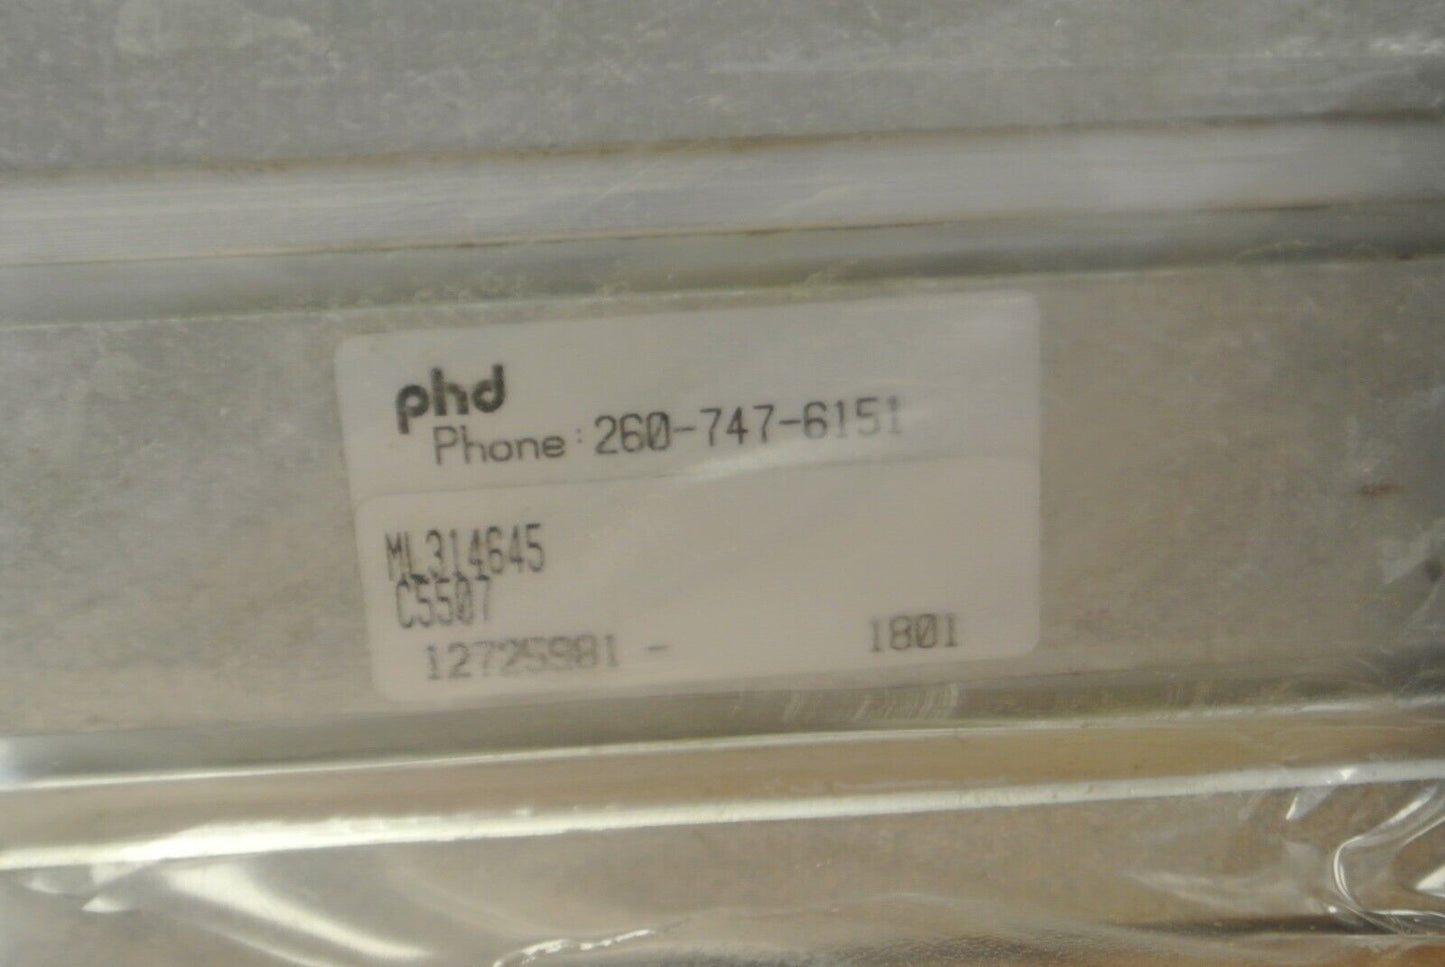 phd
Phone: 260-747-6151
ML314645
C5507
12725981 - 1801